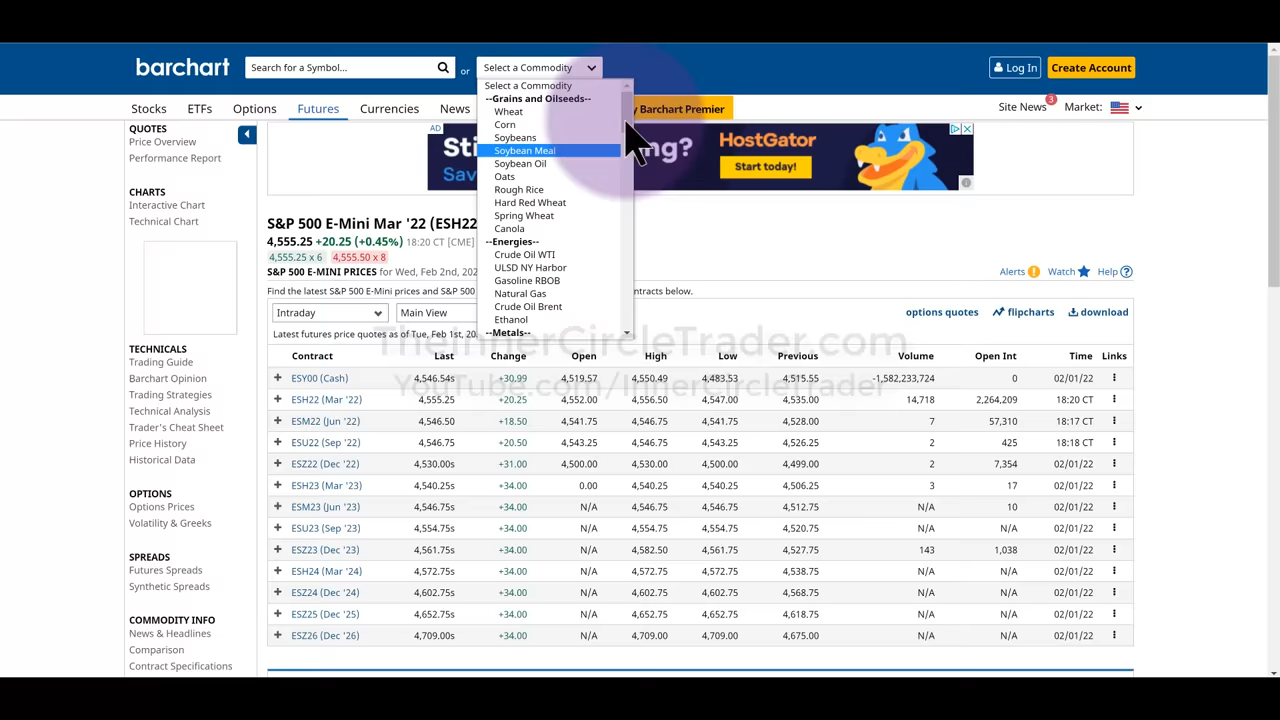 barchart
Search for a Symbol...
or
Select a Commodity
Log In
Create Account
Stocks
ETFs
Options
Futures
Currencies
News
Barchart Premier
Site News
3
Market:
Select a Commodity
--Grains and Oilseeds--
Wheat
Corn
Soybeans
Soybean Meal
Soybean Oil
Oats
Rough Rice
Hard Red Wheat
Spring Wheat
Canola
--Energies--
Crude Oil WTI
ULSD NY Harbor
Gasoline RBOB
Natural Gas
Crude Oil Brent
Ethanol
--Metals--
QUOTES
Price Overview
Performance Report
CHARTS
Interactive Chart
Technical Chart
TECHNICALS
Trading Guide
Barchart Opinion
Trading Strategies
Technical Analysis
Trader's Cheat Sheet
Price History
Historical Data
OPTIONS
Options Prices
Volatility & Greeks
SPREADS
Futures Spreads
Synthetic Spreads
COMMODITY INFO
News & Headlines
Comparison
Contract Specifications
AD
HostGator
Start today!
S&P 500 E-Mini Mar '22 (ESH22
4,555.25 +20.25 (+0.45%) 18:20 CT [CME]
4,555.25 x 6 4,555.50 x 8
S&P 500 E-MINI PRICES for Wed, Feb 2nd, 202
Alerts Watch Help
Find the latest S&P 500 E-Mini prices and S&P 500
ntracts below.
Intraday
Main View
options quotes flipcharts download
Latest futures price quotes as of Tue, Feb 1st, 20
TheInnerCircleTrader.com
YouTube.com/InnerCircleTrader
Contract Last Change Open High Low Previous Volume Open Int Time Links
ESY00 (Cash) 4,546.54s +30.99 4,519.57 4,550.49 4,483.53 4,515.55 -1,582,233,724 0 02/01/22
ESH22 (Mar '22) 4,555.25 +20.25 4,552.00 4,556.50 4,547.00 4,535.00 14,718 2,264,209 18:20 CT
ESM22 (Jun '22) 4,546.50 +18.50 4,541.75 4,546.75 4,541.75 4,528.00 7 57,310 18:17 CT
ESU22 (Sep '22) 4,546.75 +20.50 4,543.25 4,546.75 4,543.25 4,526.25 2 425 18:18 CT
ESZ22 (Dec '22) 4,530.00s +31.00 4,500.00 4,530.00 4,500.00 4,499.00 2 7,354 02/01/22
ESH23 (Mar '23) 4,540.25s +34.00 0.00 4,540.25 4,540.25 4,506.25 3 17 02/01/22
ESM23 (Jun '23) 4,546.75s +34.00 N/A 4,546.75 4,546.75 4,512.75 N/A 10 02/01/22
ESU23 (Sep '23) 4,554.75s +34.00 N/A 4,554.75 4,554.75 4,520.75 N/A N/A 02/01/22
ESZ23 (Dec '23) 4,561.75s +34.00 N/A 4,582.50 4,561.75 4,527.75 143 1,038 02/01/22
ESH24 (Mar '24) 4,572.75s +34.00 N/A 4,572.75 4,572.75 4,538.75 N/A N/A 02/01/22
ESZ24 (Dec '24) 4,602.75s +34.00 N/A 4,602.75 4,602.75 4,568.75 N/A N/A 02/01/22
ESZ25 (Dec '25) 4,652.75s +34.00 N/A 4,652.75 4,652.75 4,618.75 N/A N/A 02/01/22
ESZ26 (Dec '26) 4,709.00s +34.00 N/A 4,709.00 4,709.00 4,675.00 N/A N/A 02/01/22